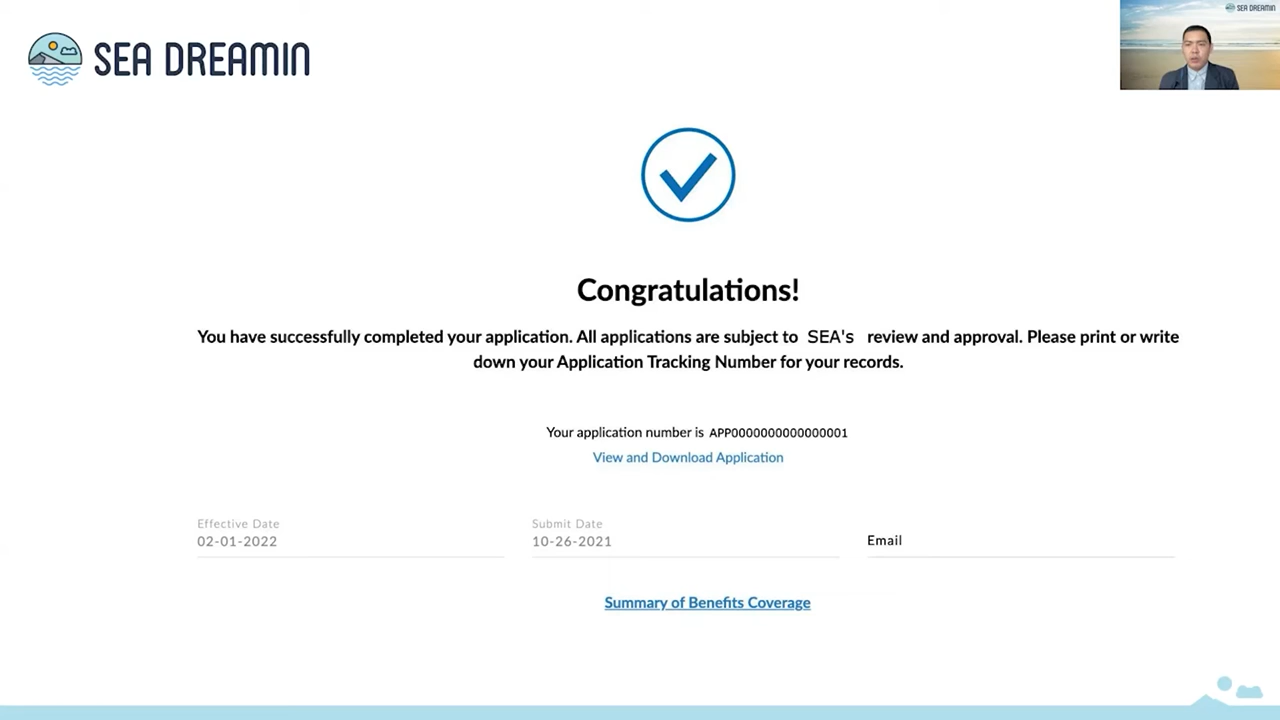 SEA DREAMIN
SEA DREAMIN
Congratulations!
You have successfully completed your application. All applications are subject to SEA's review and approval. Please print or write
down your Application Tracking Number for your records.
Your application number is APP0000000000000001
View and Download Application
Effective Date
02-01-2022
Submit Date
10-26-2021
Email
Summary of Benefits Coverage